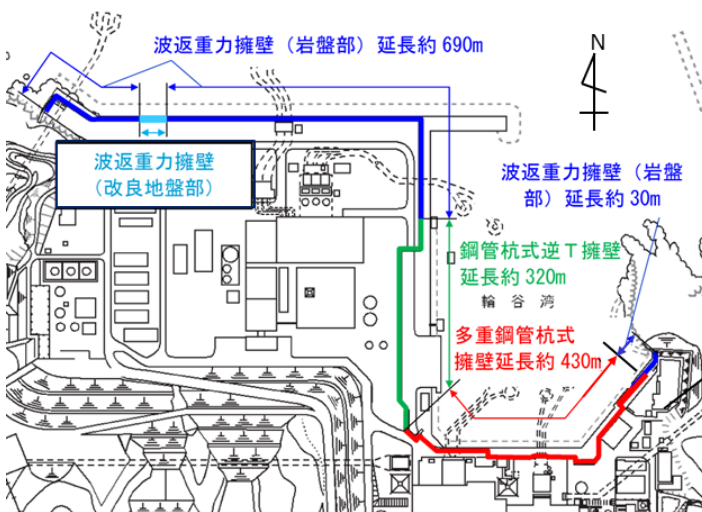 波返重力擁壁（岩盤部）延長約 690m
N
波返重力擁壁
（改良地盤部）
波返重力擁壁（岩盤
部）延長約 30m
鋼管杭式逆Ｔ擁壁
延長約 320m
輪谷湾
多重鋼管杭式
擁壁延長約 430m